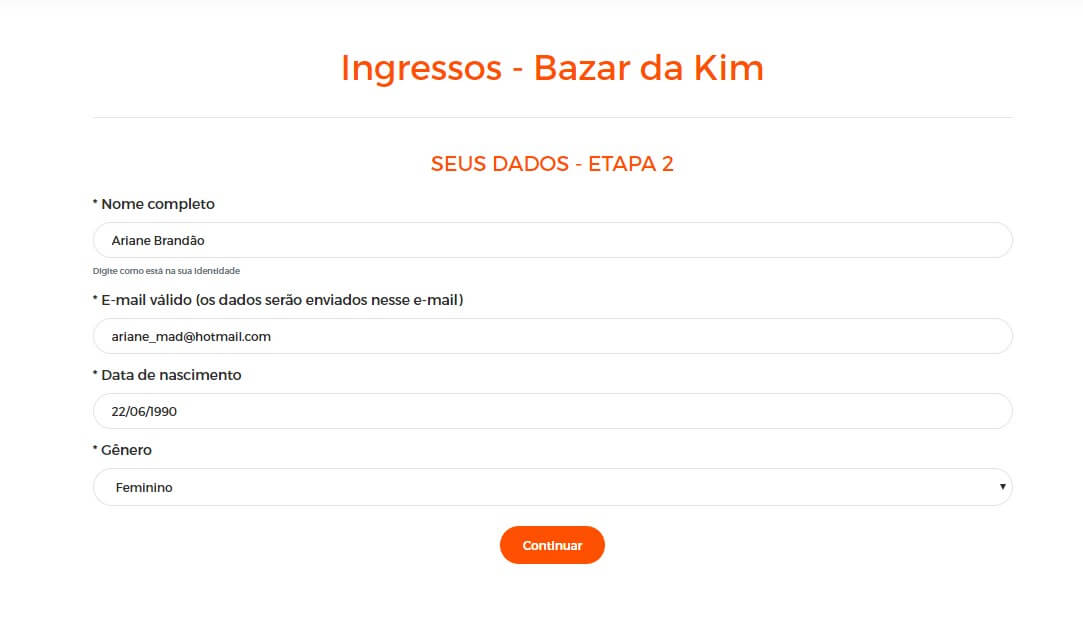 Ingressos - Bazar da Kim
SEUS DADOS - ETAPA 2
* Nome completo
Ariane Brandão
Digite como está na sua identidade
* E-mail válido (os dados serão enviados nesse e-mail)
ariane_mad@hotmail.com
* Data de nascimento
22/06/1990
* Gênero
Feminino
Continuar